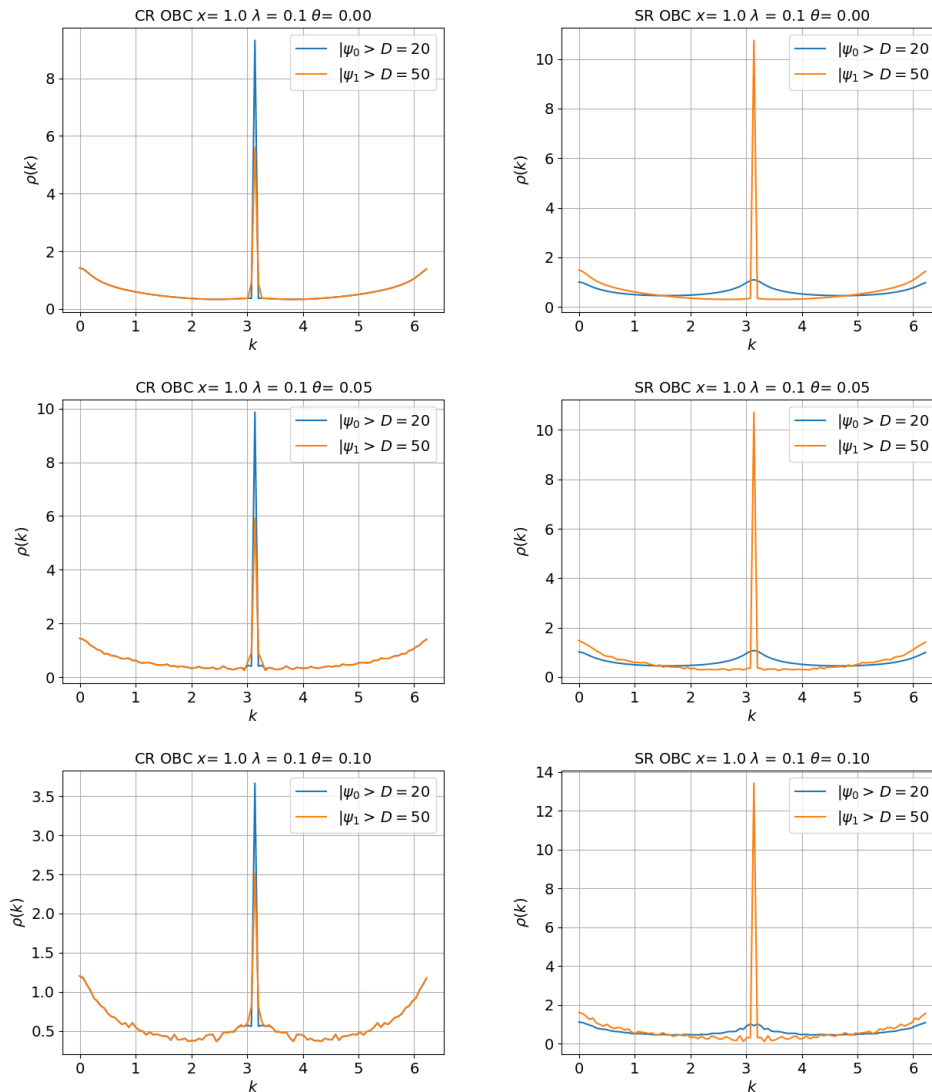 CR OBC x= 1.0 λ = 0.1 θ= 0.00
|ψ₀ > D = 20
|ψ₁ > D = 50
8
6
4
2
0
ρ(k)
0 1 2 3 4 5 6
k
SR OBC x= 1.0 λ = 0.1 θ= 0.00
|ψ₀ > D = 20
|ψ₁ > D = 50
10
8
6
4
2
0
ρ(k)
0 1 2 3 4 5 6
k
CR OBC x= 1.0 λ = 0.1 θ= 0.05
|ψ₀ > D = 20
|ψ₁ > D = 50
10
8
6
4
2
0
ρ(k)
0 1 2 3 4 5 6
k
SR OBC x= 1.0 λ = 0.1 θ= 0.05
|ψ₀ > D = 20
|ψ₁ > D = 50
10
8
6
4
2
0
ρ(k)
0 1 2 3 4 5 6
k
CR OBC x= 1.0 λ = 0.1 θ= 0.10
|ψ₀ > D = 20
|ψ₁ > D = 50
3.5
3.0
2.5
2.0
1.5
1.0
0.5
ρ(k)
0 1 2 3 4 5 6
k
SR OBC x= 1.0 λ = 0.1 θ= 0.10
|ψ₀ > D = 20
|ψ₁ > D = 50
14
12
10
8
6
4
2
0
ρ(k)
0 1 2 3 4 5 6
k